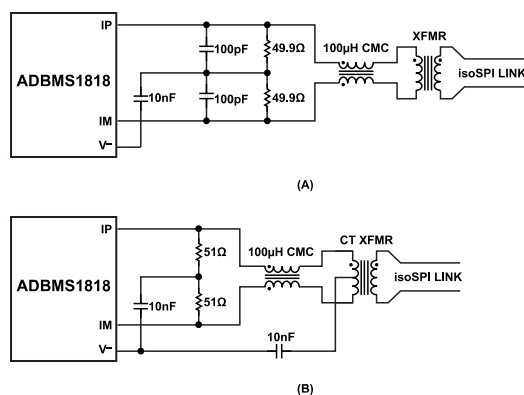 IP
100pF
49.9Ω
100µH CMC
XFMR
ADBMS1818
isoSPI LINK
10nF
100pF
49.9Ω
IM
V–
(A)
IP
51Ω
100µH CMC
CT XFMR
ADBMS1818
isoSPI LINK
10nF
51Ω
IM
V–
10nF
(B)